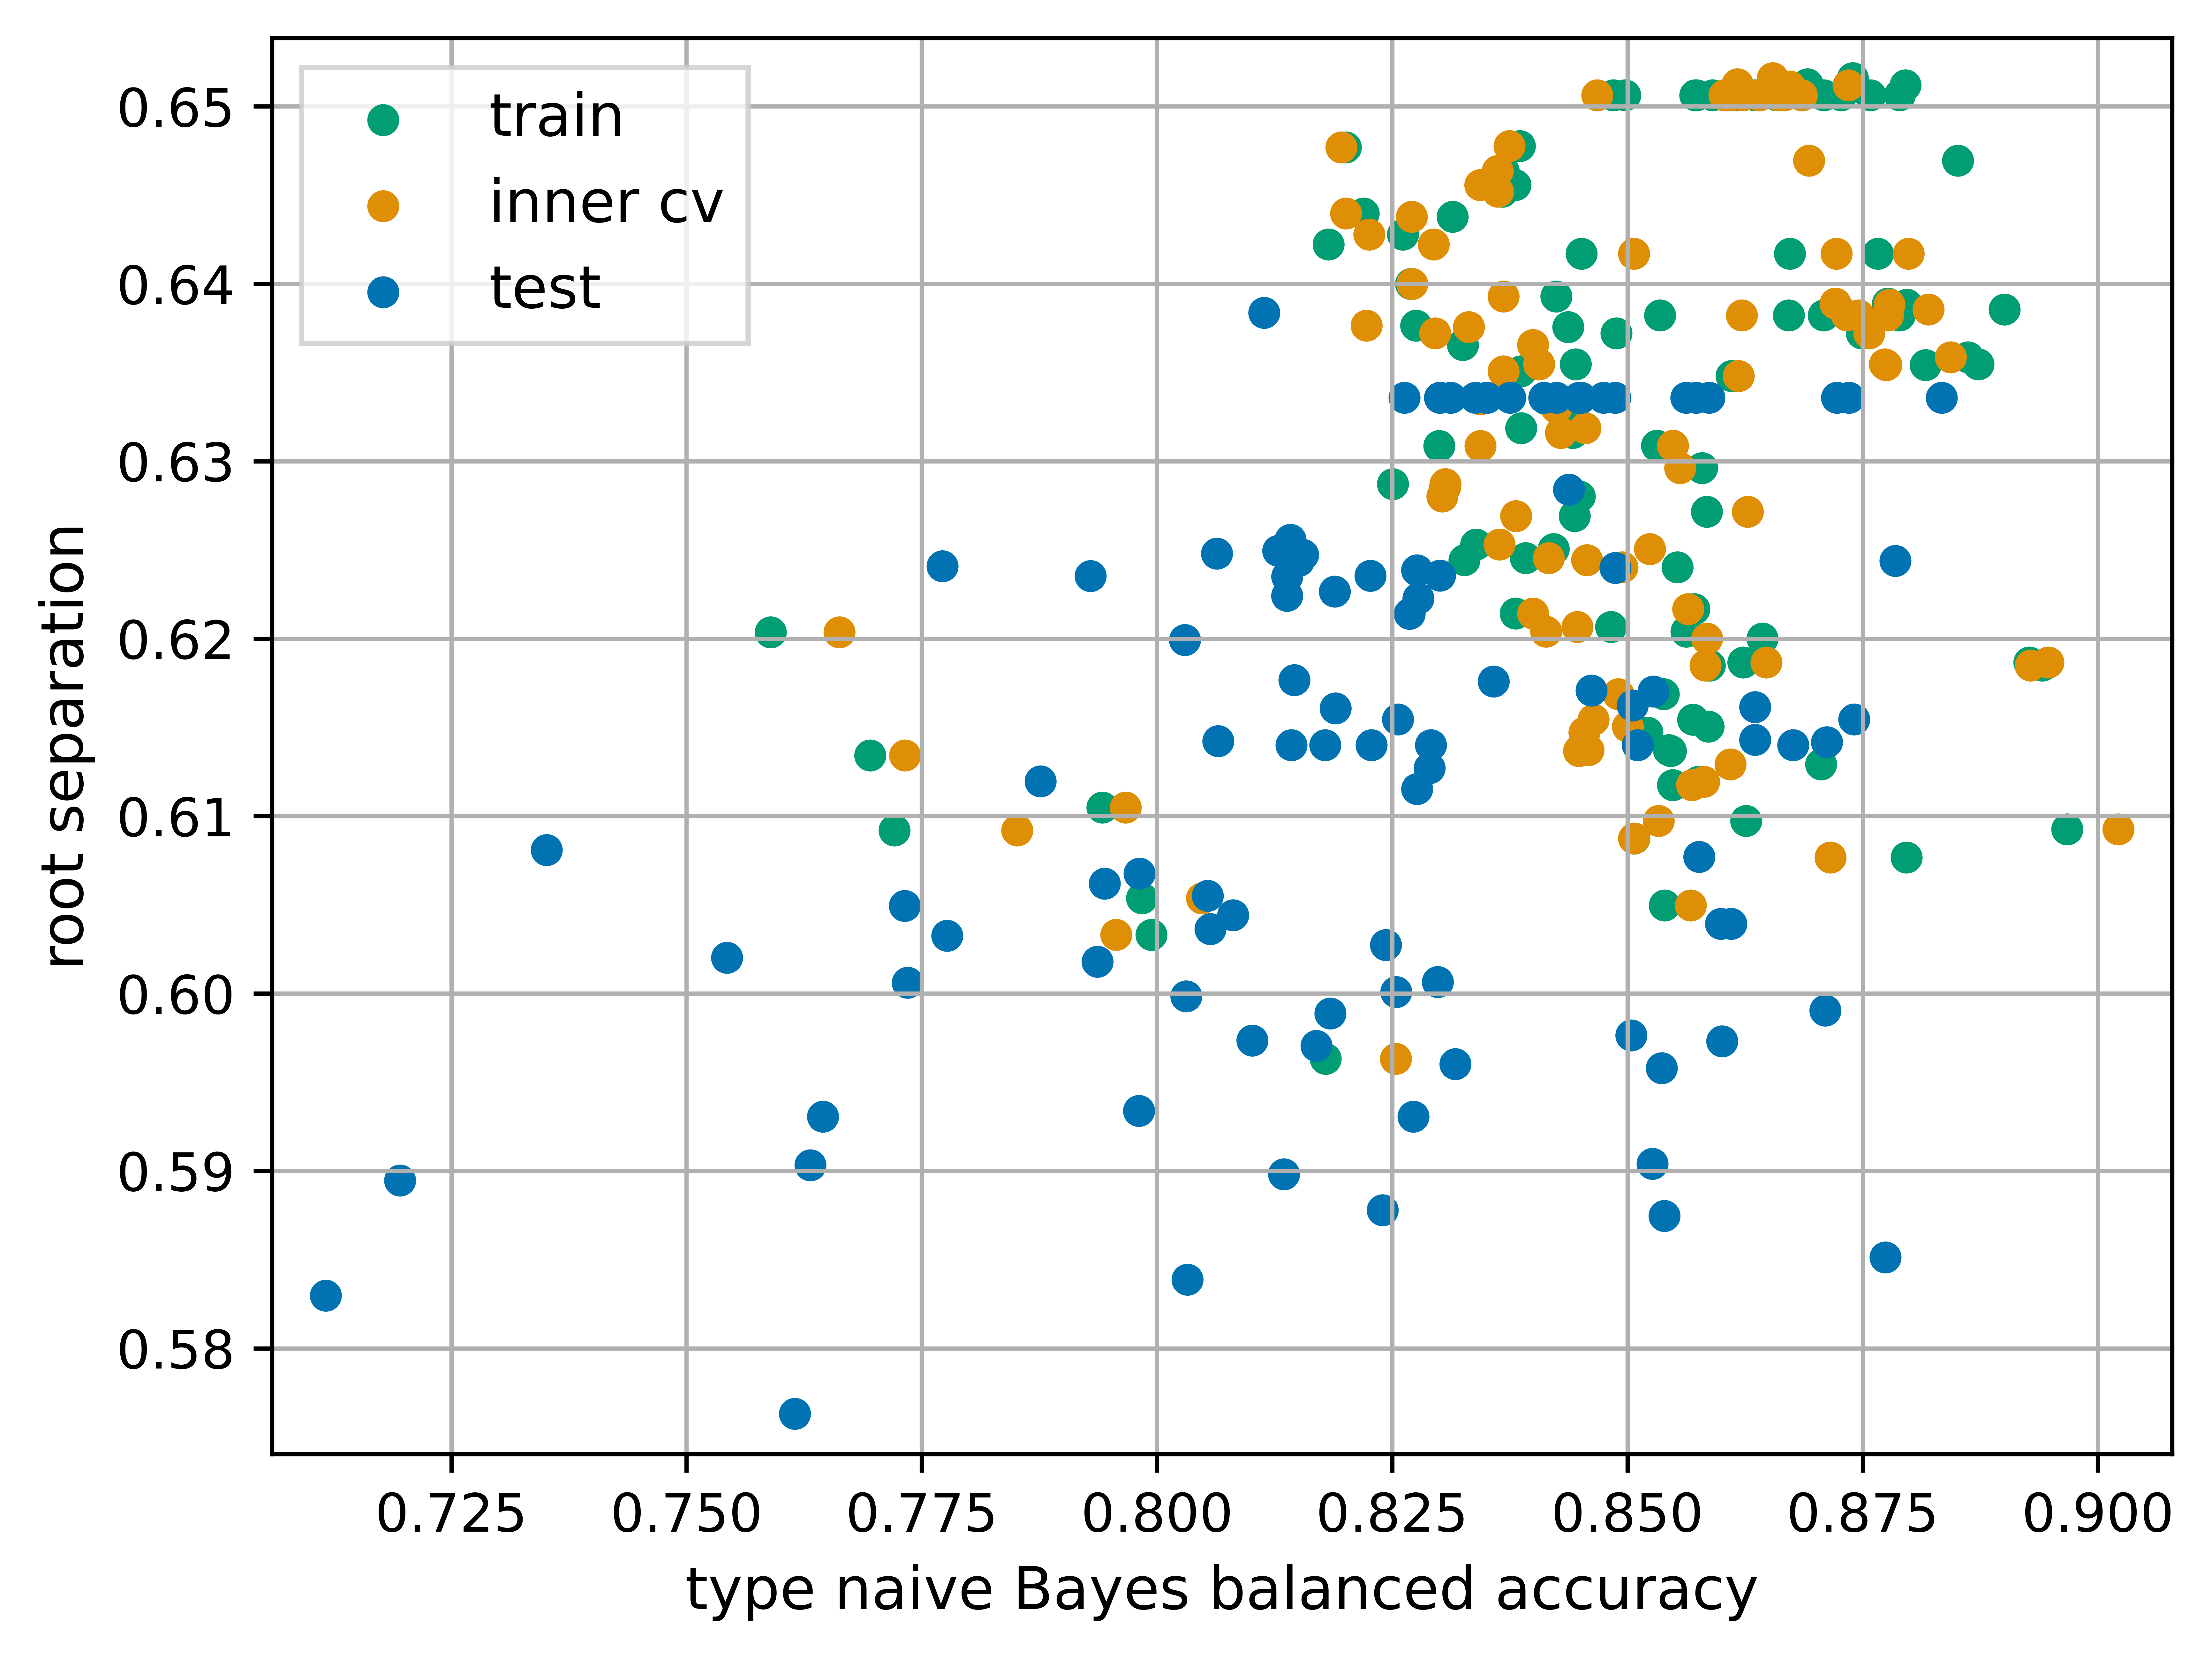 train
inner cv
test
0.65
0.64
0.63
0.62
0.61
0.60
0.59
0.58
root separation
0.725 0.750 0.775 0.800 0.825 0.850 0.875 0.900
type naive Bayes balanced accuracy